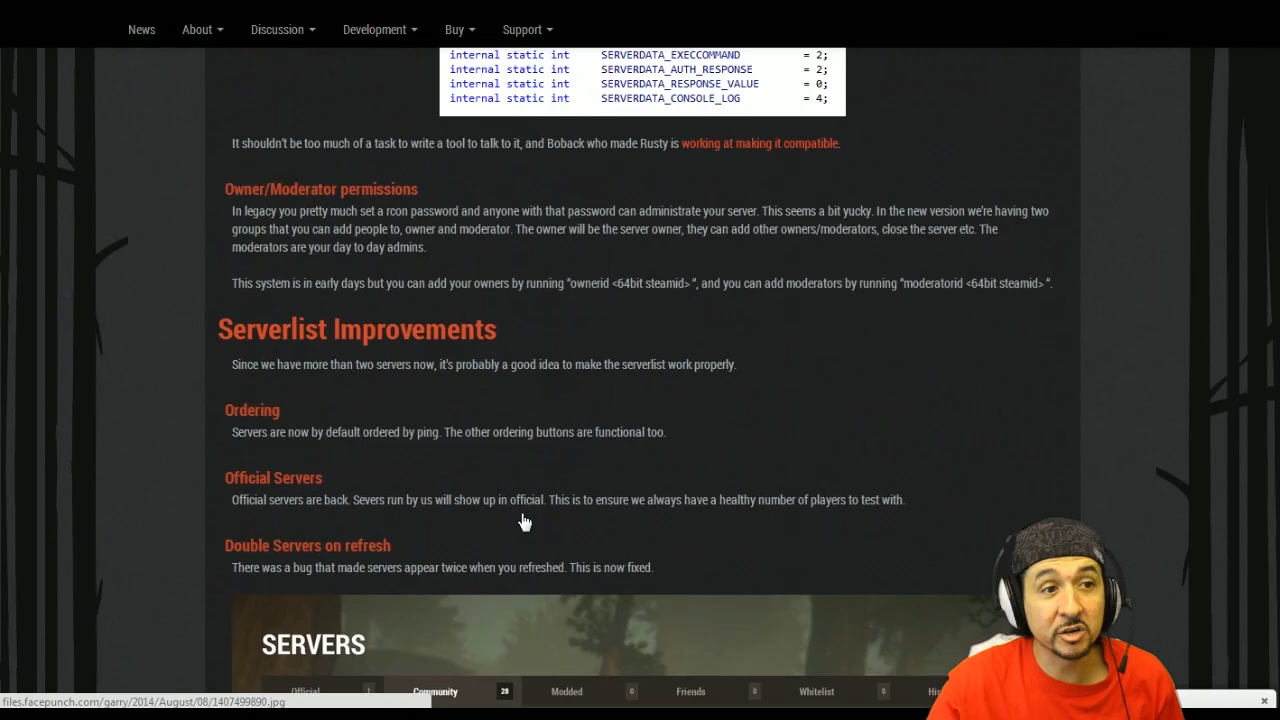 News About Discussion Development Buy Support
internal static int SERVERDATA_EXECCOMMAND = 2;
internal static int SERVERDATA_AUTH_RESPONSE = 2;
internal static int SERVERDATA_RESPONSE_VALUE = 0;
internal static int SERVERDATA_CONSOLE_LOG = 4;
It shouldn't be too much of a task to write a tool to talk to it, and Boback who made Rusty is working at making it compatible.
Owner/Moderator permissions
In legacy you pretty much set a rcon password and anyone with that password can administrate your server. This seems a bit yucky. In the new version we're having two
groups that you can add people to, owner and moderator. The owner will be the server owner, they can add other owners/moderators, close the server etc. The
moderators are your day to day admins.
This system is in early days but you can add your owners by running "ownerid <64bit steamid> ", and you can add moderators by running "moderatorid <64bit steamid> ".
Serverlist Improvements
Since we have more than two servers now, it's probably a good idea to make the serverlist work properly.
Ordering
Servers are now by default ordered by ping. The other ordering buttons are functional too.
Official Servers
Official servers are back. Severs run by us will show up in official. This is to ensure we always have a healthy number of players to test with.
Double Servers on refresh
There was a bug that made servers appear twice when you refreshed. This is now fixed.
SERVERS
Official 1 Community 28 Modded 0 Friends 0 Whitelist 0
files.facepunch.com/garry/2014/August/08/1407499890.jpg